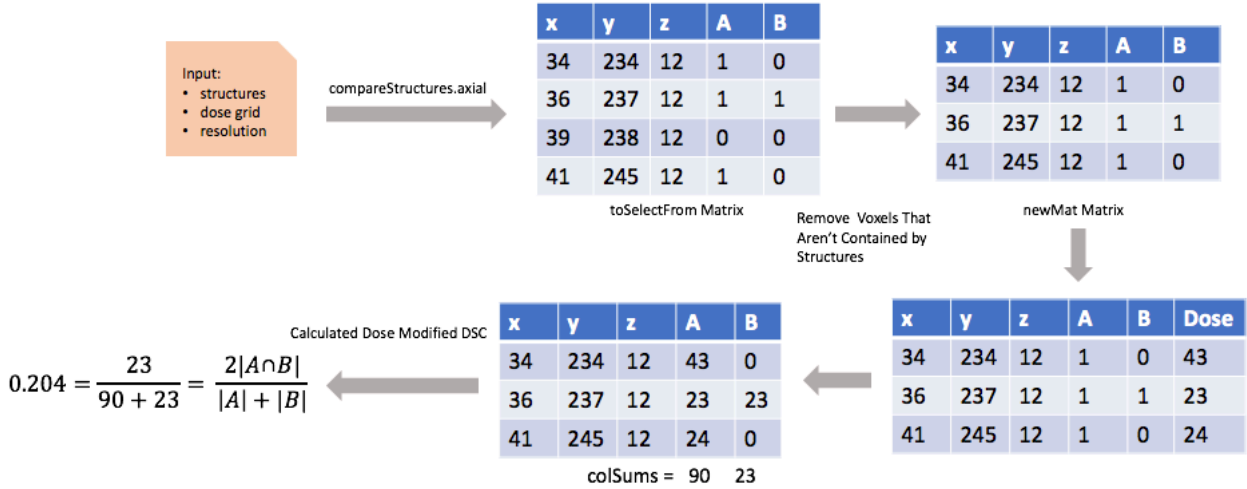 Input:
• structures
• dose grid
• resolution
compareStructures.axial
x y z A B
34 234 12 1 0
36 237 12 1 1
39 238 12 0 0
41 245 12 1 0
toSelectFrom Matrix
Remove Voxels That
Aren't Contained by
Structures
x y z A B
34 234 12 1 0
36 237 12 1 1
41 245 12 1 0
newMat Matrix
x y z A B Dose
34 234 12 1 0 43
36 237 12 1 1 23
41 245 12 1 0 24
x y z A B
34 234 12 43 0
36 237 12 23 23
41 245 12 24 0
colSums = 90 23
Calculated Dose Modified DSC
0.204 = 23 / (90 + 23) = 2|A∩B| / (|A| + |B|)